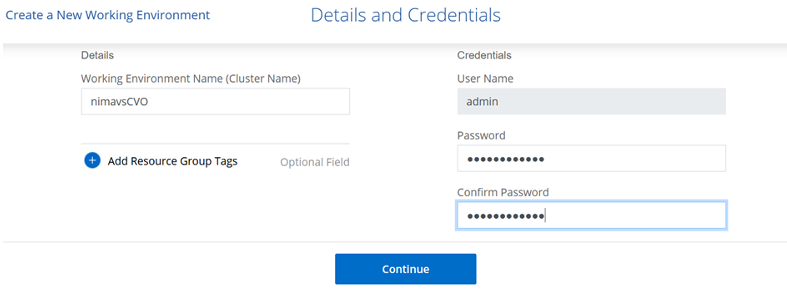 Create a New Working Environment
Details and Credentials
Details
Working Environment Name (Cluster Name)
nimavsCVO
Add Resource Group Tags
Optional Field
Credentials
User Name
admin
Password
●●●●●●●●●●●●
Confirm Password
●●●●●●●●●●●●
Continue